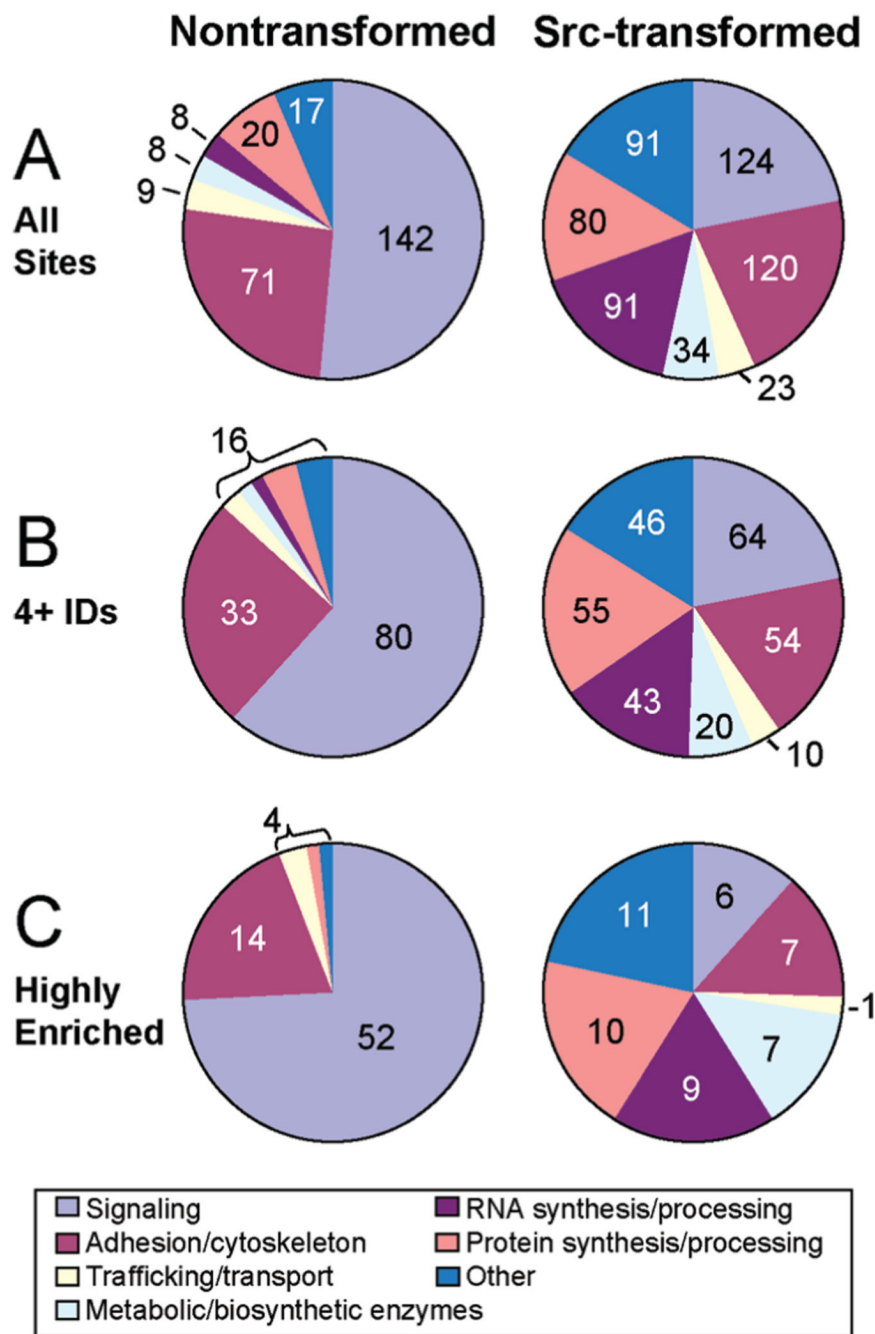 Nontransformed Src-transformed
A
All
Sites
17
20
8
8
9
71
142
91
124
80
120
91
34
23
B
4+ IDs
16
33
80
46
64
55
54
43
20
10
C
Highly
Enriched
4
14
52
11
6
7
-1
10
7
9
Signaling
Adhesion/cytoskeleton
Trafficking/transport
Metabolic/biosynthetic enzymes
RNA synthesis/processing
Protein synthesis/processing
Other